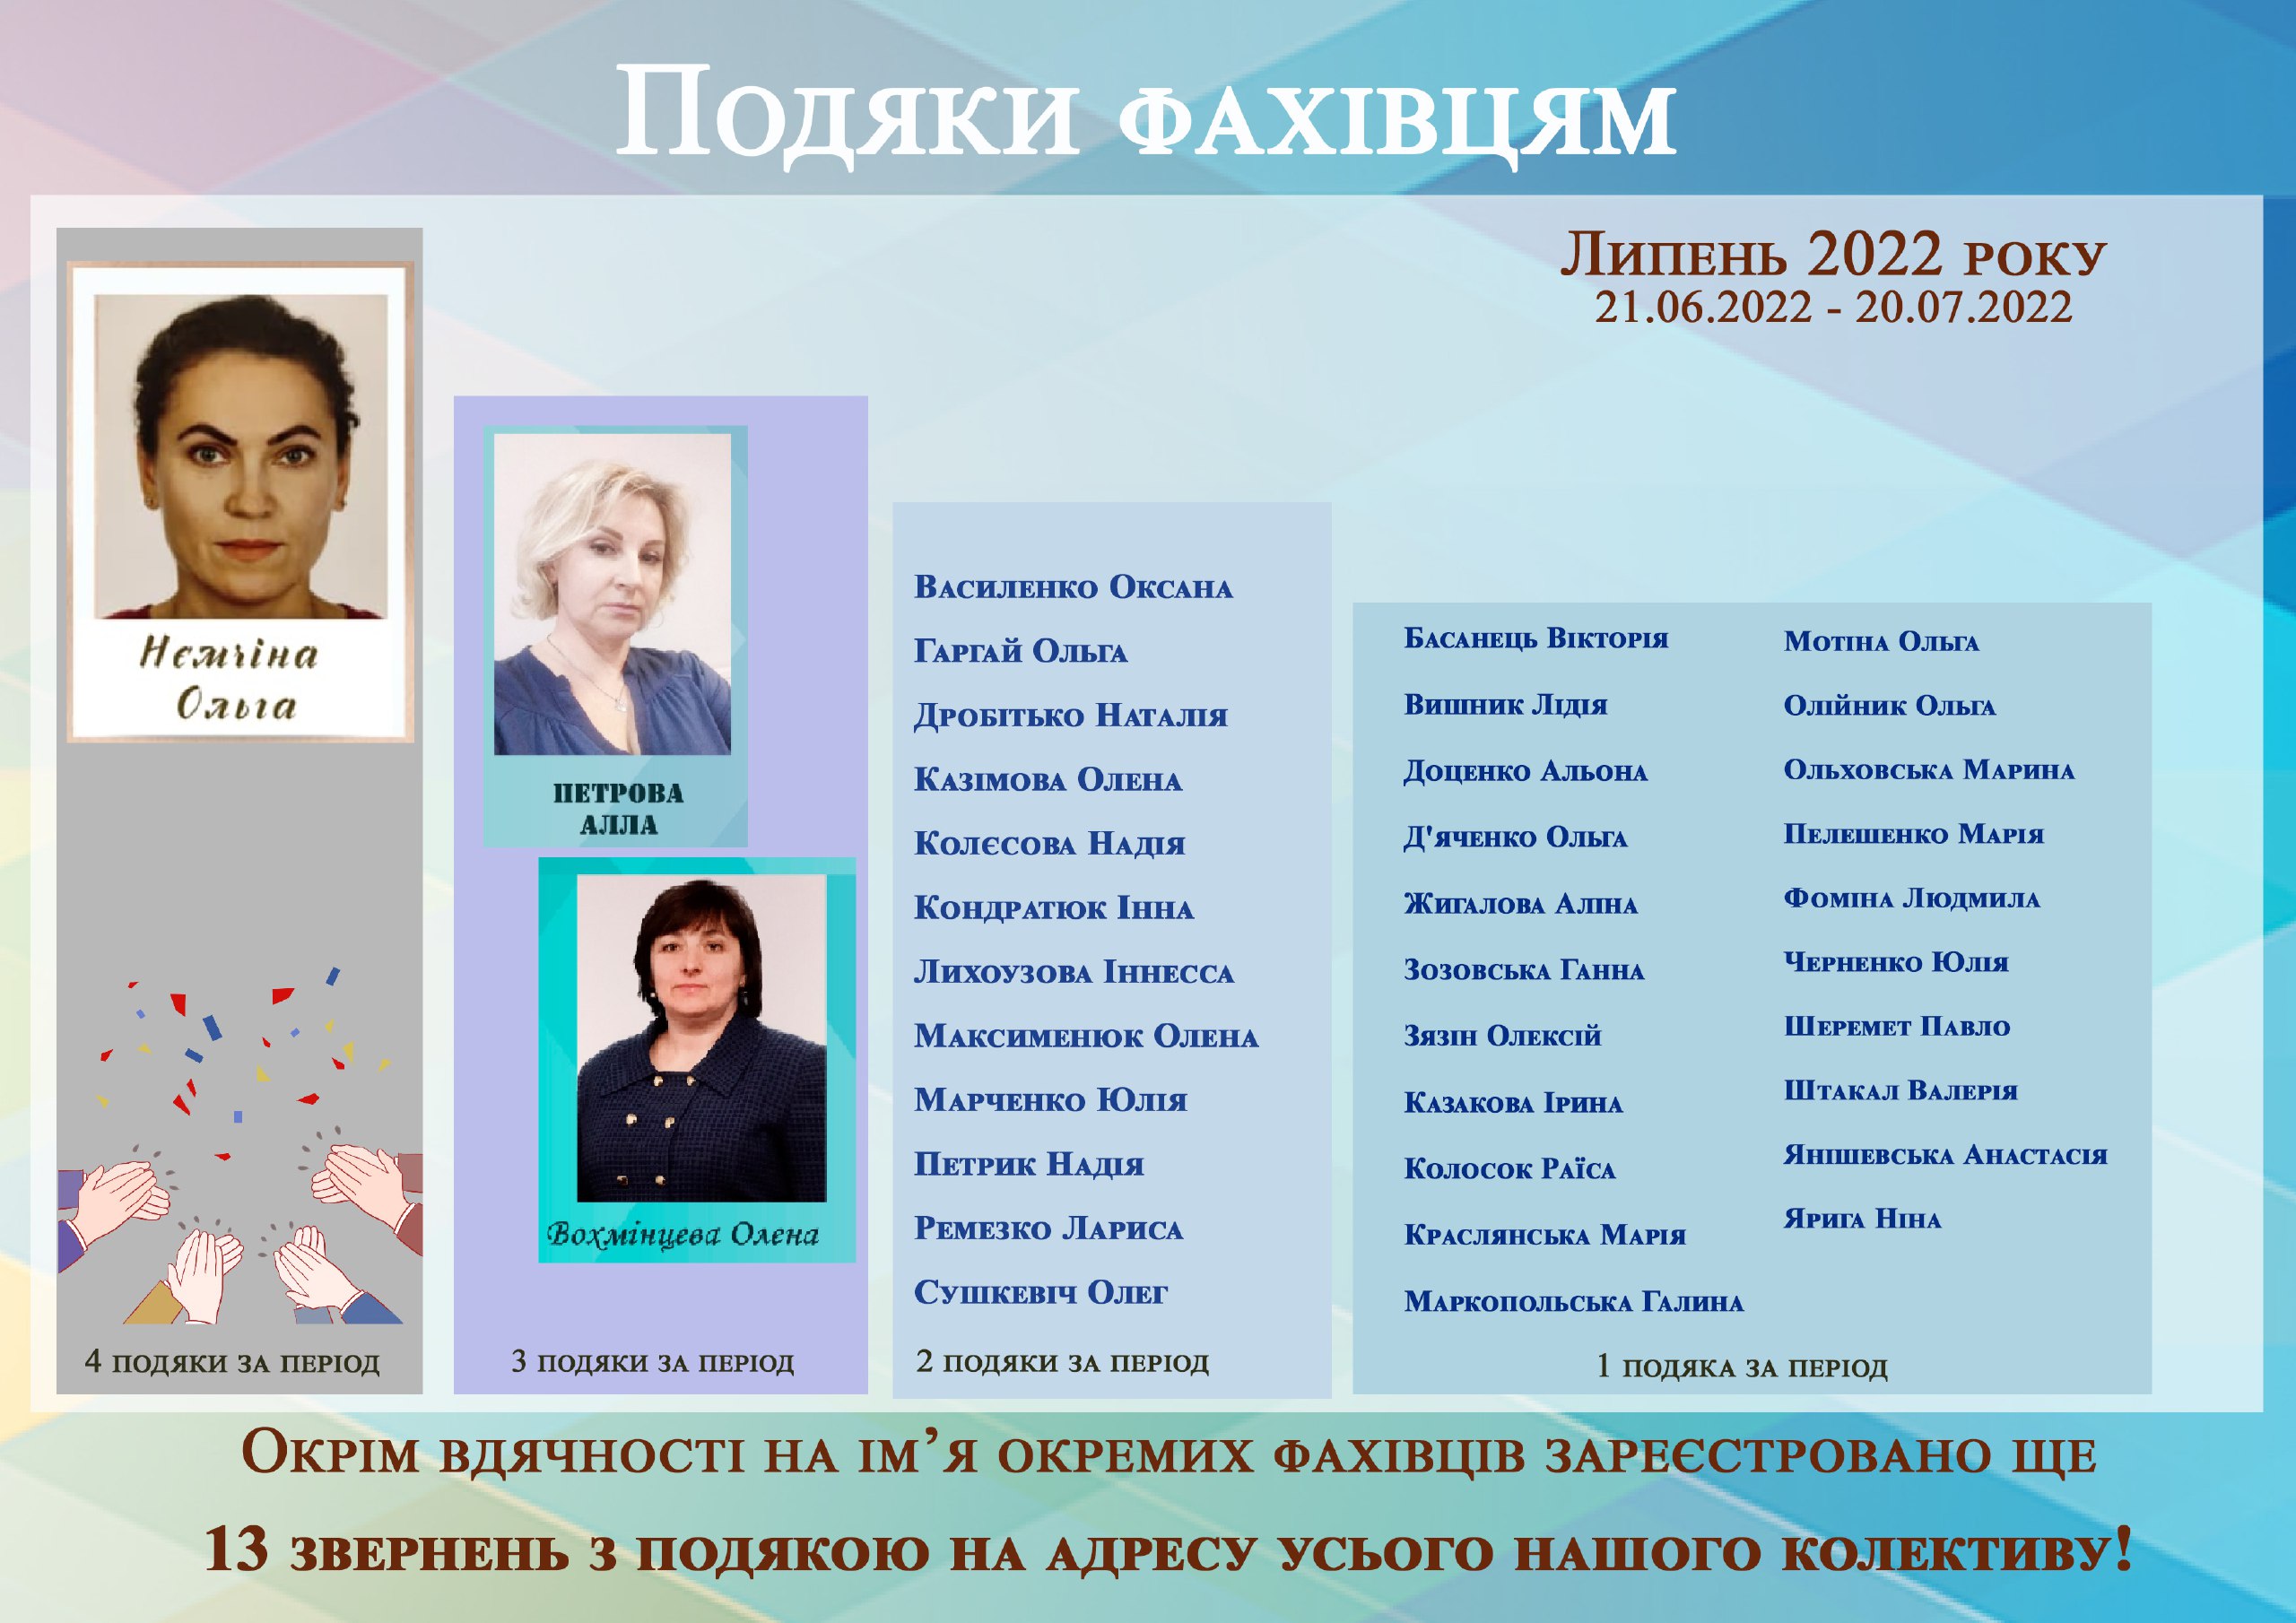 Подяки фахівцям
Липень 2022 року
21.06.2022 - 20.07.2022
Нємчіна
Ольга
4 подяки за період
ПЕТРОВА
АЛЛА
Вохмінцева Олена
3 подяки за період
Василенко Оксана
Гаргай Ольга
Дробітько Наталія
Казімова Олена
Колєсова Надія
Кондратюк Інна
Лихоузова Іннесса
Максименюк Олена
Марченко Юлія
Петрик Надія
Ремезко Лариса
Сушкевіч Олег
2 подяки за період
Басанець Вікторія
Вишник Лідія
Доценко Альона
Д'яченко Ольга
Жигалова Аліна
Зозовська Ганна
Зязін Олексій
Казакова Ірина
Колосок Раїса
Краслянська Марія
Маркопольська Галина
Мотіна Ольга
Олійник Ольга
Ольховська Марина
Пелешенко Марія
Фоміна Людмила
Черненко Юлія
Шеремет Павло
Штакал Валерія
Янішевська Анастасія
Ярига Ніна
1 подяка за період
Окрім вдячності на ім’я окремих фахівців зареєстровано ще
13 звернень з подякою на адресу усього нашого колективу!